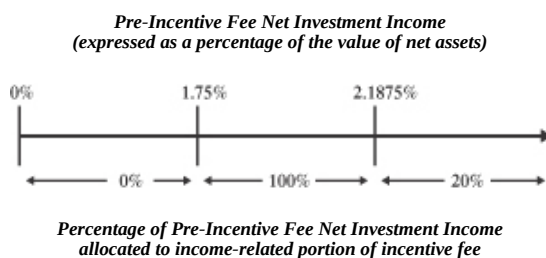 Pre-Incentive Fee Net Investment Income
(expressed as a percentage of the value of net assets)
0% 1.75% 2.1875%
0% 100% 20%
Percentage of Pre-Incentive Fee Net Investment Income
allocated to income-related portion of incentive fee